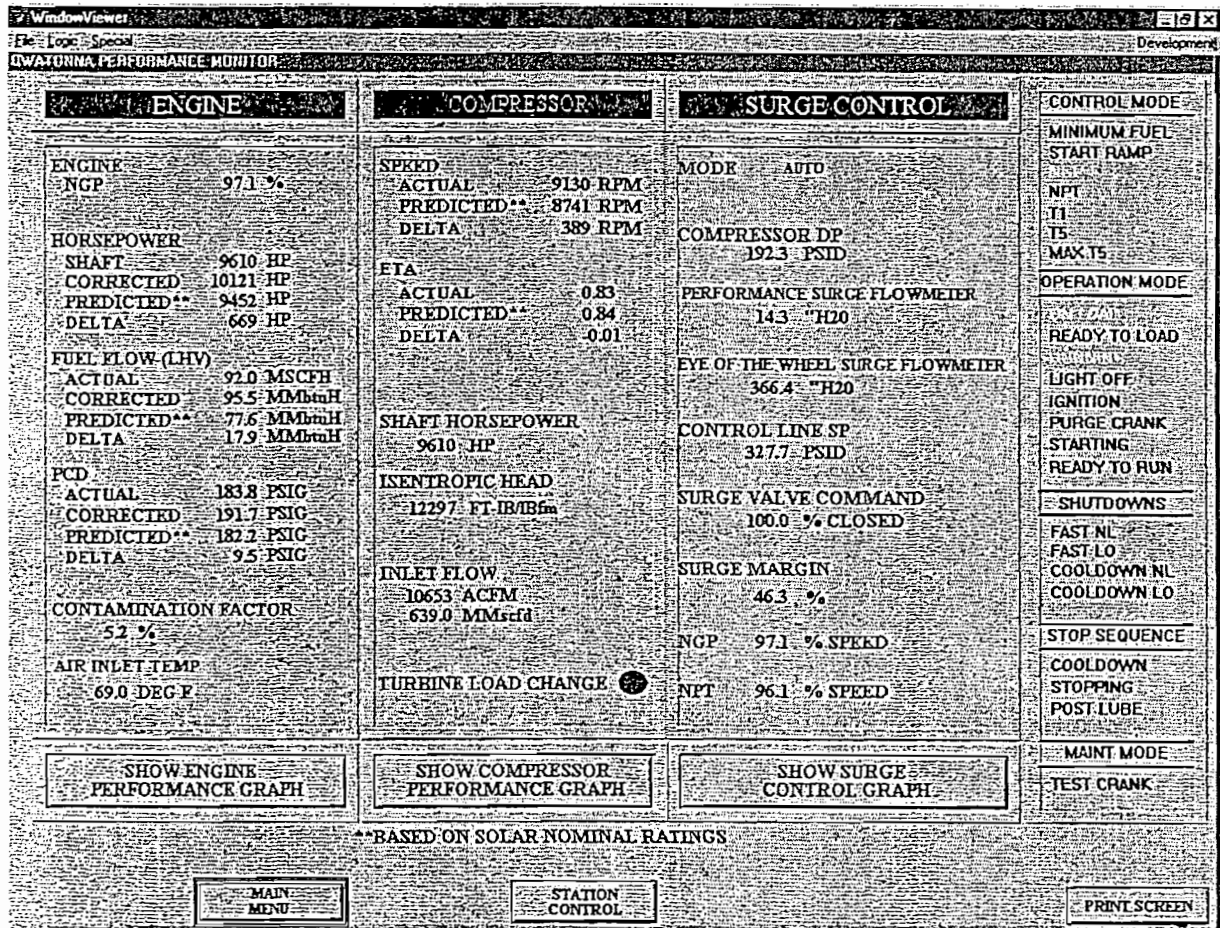 WindowViewer
File Logic Special
Development
OWATONNA PERFORMANCE MONITOR
ENGINE
ENGINE
NGP 97.1 %
HORSEPOWER
SHAFT 9610 HP
CORRECTED 10121 HP
PREDICTED** 9452 HP
DELTA 669 HP
FUEL FLOW (LHV)
ACTUAL 92.0 MSCFH
CORRECTED 95.5 MMbtuH
PREDICTED** 77.6 MMbtuH
DELTA 17.9 MMbtuH
PCD
ACTUAL 183.8 PSIG
CORRECTED 191.7 PSIG
PREDICTED** 182.2 PSIG
DELTA 9.5 PSIG
CONTAMINATION FACTOR
5.2 %
AIR INLET TEMP
69.0 DEG F
SHOW ENGINE
PERFORMANCE GRAPH
COMPRESSOR
SPEED
ACTUAL 9130 RPM
PREDICTED** 8741 RPM
DELTA 389 RPM
ETA
ACTUAL 0.83
PREDICTED** 0.84
DELTA -0.01
SHAFT HORSEPOWER
9610 HP
ISENTROPIC HEAD
12297 FT-lB/lBfm
INLET FLOW
10653 ACFM
639.0 MMscfd
TURBINE LOAD CHANGE
SHOW COMPRESSOR
PERFORMANCE GRAPH
SURGE CONTROL
MODE AUTO
COMPRESSOR DP
192.3 PSID
PERFORMANCE SURGE FLOWMETER
14.3 "H20
EYE OF THE WHEEL SURGE FLOWMETER
366.4 "H20
CONTROL LINE SP
327.7 PSID
SURGE VALVE COMMAND
100.0 % CLOSED
SURGE MARGIN
46.3 %
NGP 97.1 % SPEED
NPT 96.1 % SPEED
SHOW SURGE
CONTROL GRAPH
CONTROL MODE
MINIMUM FUEL
START RAMP
NPT
T1
T5
MAX T5
OPERATION MODE
READY TO LOAD
LIGHT OFF
IGNITION
PURGE CRANK
STARTING
READY TO RUN
SHUTDOWNS
FAST NL
FAST LO
COOLDOWN NL
COOLDOWN LO
STOP SEQUENCE
COOLDOWN
STOPPING
POST LUBE
MAINT MODE
TEST CRANK
**BASED ON SOLAR NOMINAL RATINGS
MAIN
MENU
STATION
CONTROL
PRINT SCREEN